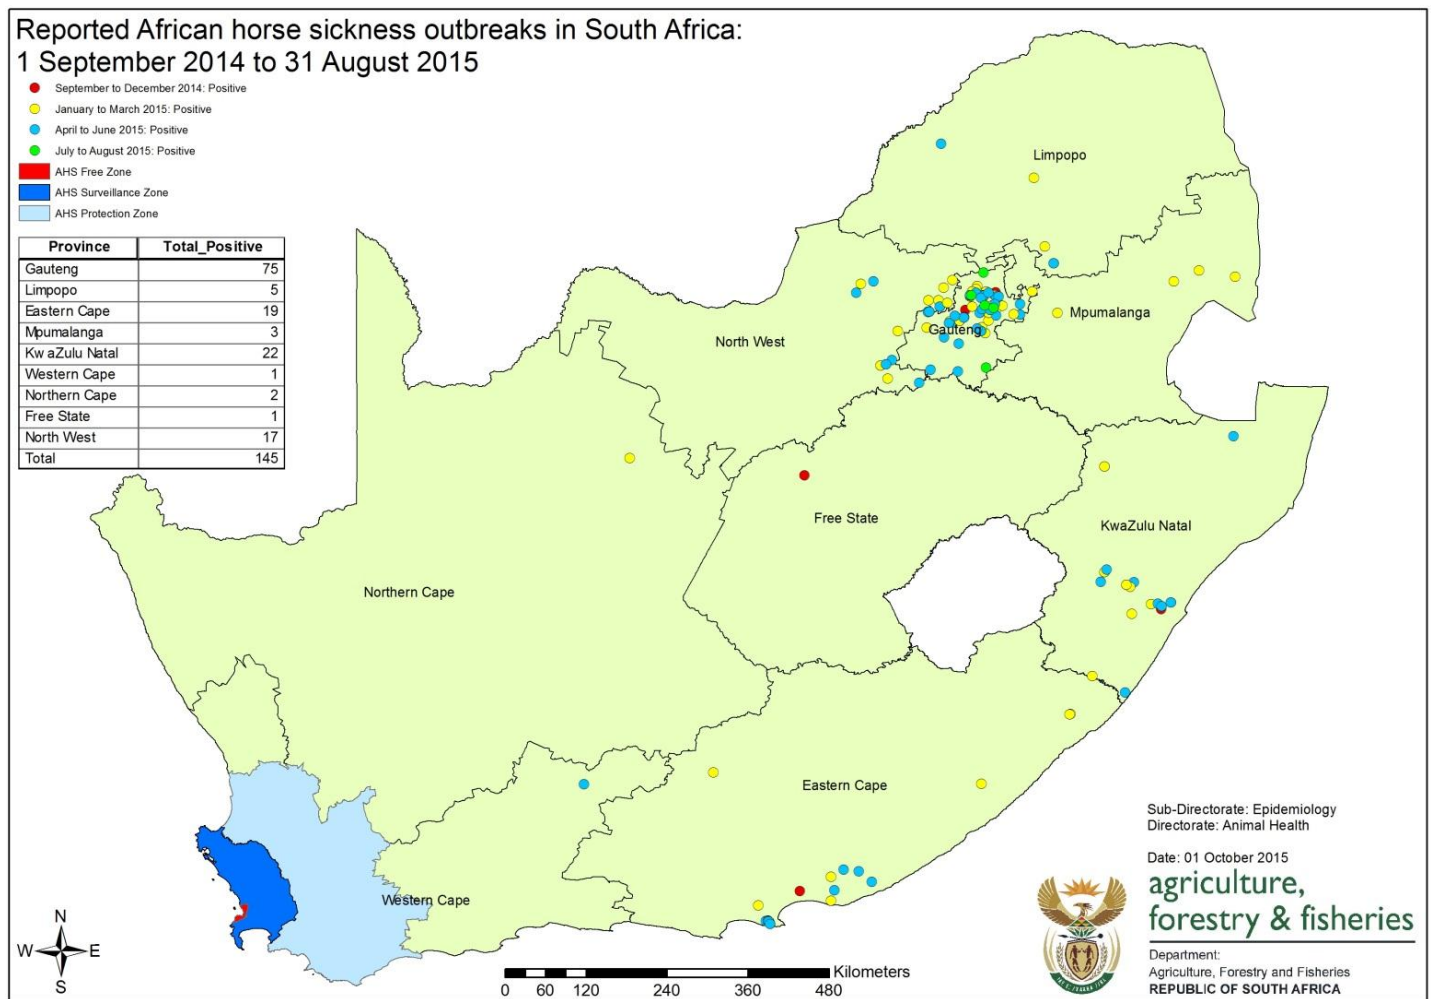 Reported African horse sickness outbreaks in South Africa:
1 September 2014 to 31 August 2015
September to December 2014: Positive
January to March 2015: Positive
April to June 2015: Positive
July to August 2015: Positive
AHS Free Zone
AHS Surveillance Zone
AHS Protection Zone
Province Total_Positive
Gauteng 75
Limpopo 5
Eastern Cape 19
Mpumalanga 3
KwaZulu Natal 22
Western Cape 1
Northern Cape 2
Free State 1
North West 17
Total 145
Limpopo
Mpumalanga
Gauteng
North West
Free State
KwaZulu Natal
Northern Cape
Eastern Cape
Western Cape
Sub-Directorate: Epidemiology
Directorate: Animal Health
Date: 01 October 2015
agriculture,
forestry & fisheries
Department:
Agriculture, Forestry and Fisheries
REPUBLIC OF SOUTH AFRICA
N
W E
S
Kilometers
0 60 120 240 360 480